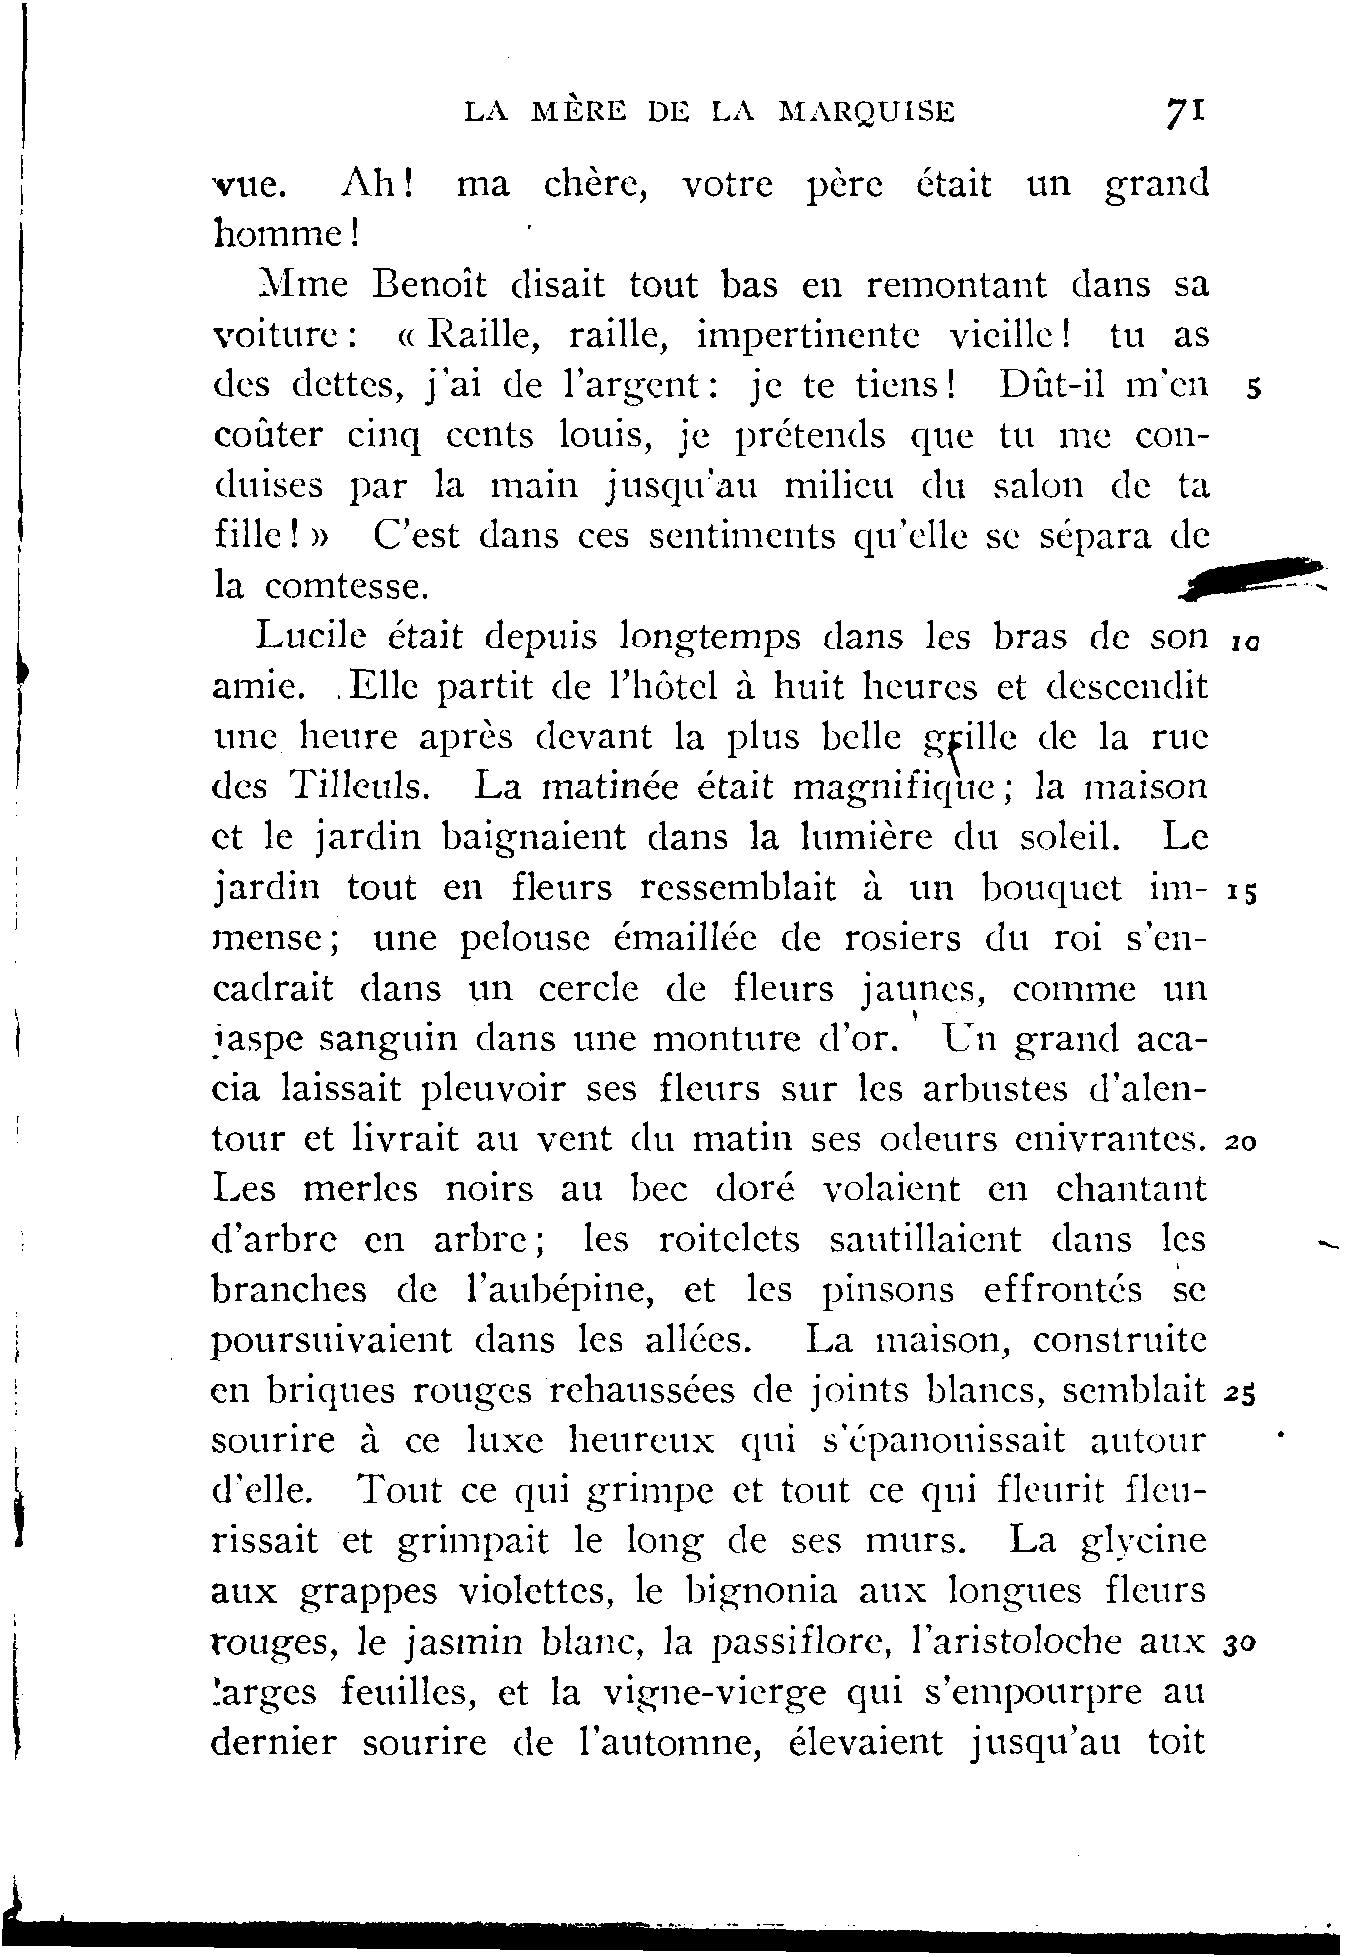 LA MÈRE DE LA MARQUISE 71
vue. Ah! ma chère, votre père était un grand
homme!
Mme Benoît disait tout bas en remontant dans sa
voiture: « Raille, raille, impertinente vieille! tu as
des dettes, j'ai de l'argent: je te tiens! Dût-il m'en 5
coûter cinq cents louis, je prétends que tu me con-
duises par la main jusqu'au milieu du salon de ta
fille! » C'est dans ces sentiments qu'elle se sépara de
la comtesse.
Lucile était depuis longtemps dans les bras de son 10
amie. Elle partit de l'hôtel à huit heures et descendit
une heure après devant la plus belle grille de la rue
des Tilleuls. La matinée était magnifique; la maison
et le jardin baignaient dans la lumière du soleil. Le
jardin tout en fleurs ressemblait à un bouquet im- 15
mense; une pelouse émaillée de rosiers du roi s'en-
cadrait dans un cercle de fleurs jaunes, comme un
jaspe sanguin dans une monture d'or. Un grand aca-
cia laissait pleuvoir ses fleurs sur les arbustes d'alen-
tour et livrait au vent du matin ses odeurs enivrantes. 20
Les merles noirs au bec doré volaient en chantant
d'arbre en arbre; les roitelets sautillaient dans les
branches de l'aubépine, et les pinsons effrontés se
poursuivaient dans les allées. La maison, construite
en briques rouges rehaussées de joints blancs, semblait 25
sourire à ce luxe heureux qui s'épanouissait autour
d'elle. Tout ce qui grimpe et tout ce qui fleurit fleu-
rissait et grimpait le long de ses murs. La glycine
aux grappes violettes, le bignonia aux longues fleurs
rouges, le jasmin blanc, la passiflore, l'aristoloche aux 30
larges feuilles, et la vigne-vierge qui s'empourpre au
dernier sourire de l'automne, élevaient jusqu'au toit